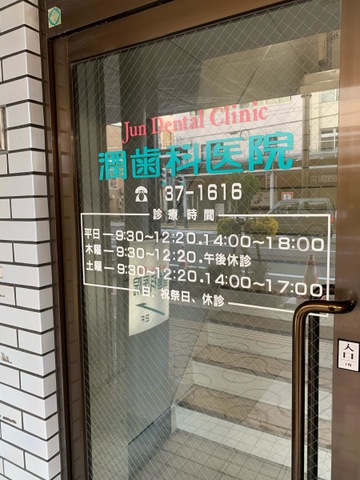 Jun Dental Clinic
潤歯科医院
☎ 37-1616
診療時間
平日―9:30~12:20.14:00~18:00
木曜―9:30~12:20.午後休診
土曜―9:30~12:20.14:00~17:00
日、祝祭日、休診
入口
IN